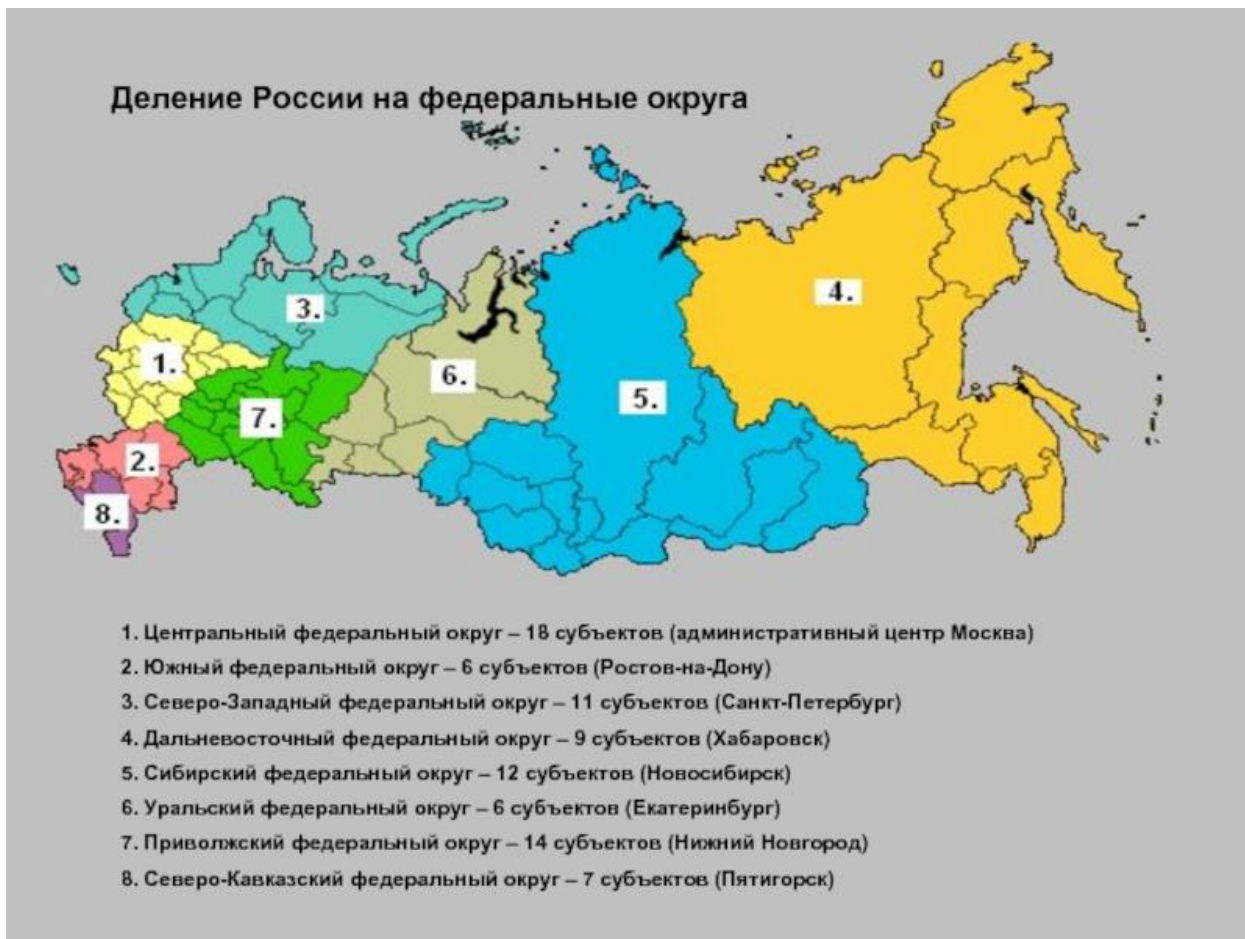 Деление России на федеральные округа
3.
4.
1.
6.
5.
7.
2.
8.
1. Центральный федеральный округ – 18 субъектов (административный центр Москва)
2. Южный федеральный округ – 6 субъектов (Ростов-на-Дону)
3. Северо-Западный федеральный округ – 11 субъектов (Санкт-Петербург)
4. Дальневосточный федеральный округ – 9 субъектов (Хабаровск)
5. Сибирский федеральный округ – 12 субъектов (Новосибирск)
6. Уральский федеральный округ – 6 субъектов (Екатеринбург)
7. Приволжский федеральный округ – 14 субъектов (Нижний Новгород)
8. Северо-Кавказский федеральный округ – 7 субъектов (Пятигорск)